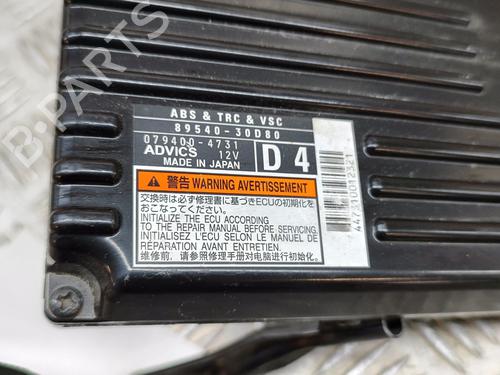 B-Parts
ABS & TRC & VSC
89540-30D80
079400-4731
ADVICS 12V
MADE IN JAPAN
D4
警告 WARNING AVERTISSEMENT
交換時は必ず修理書に基づきECUの初期化を
おこなってください。
INITIALIZE THE ECU ACCORDING
TO THE REPAIR MANUAL BEFORE SERVICING.
INITIALISEZ L'ECU SELON LE MANUEL DE
RÉPARATION AVANT ENTRETIEN.
维修前，请参照修理手册对电脑进行初始化。